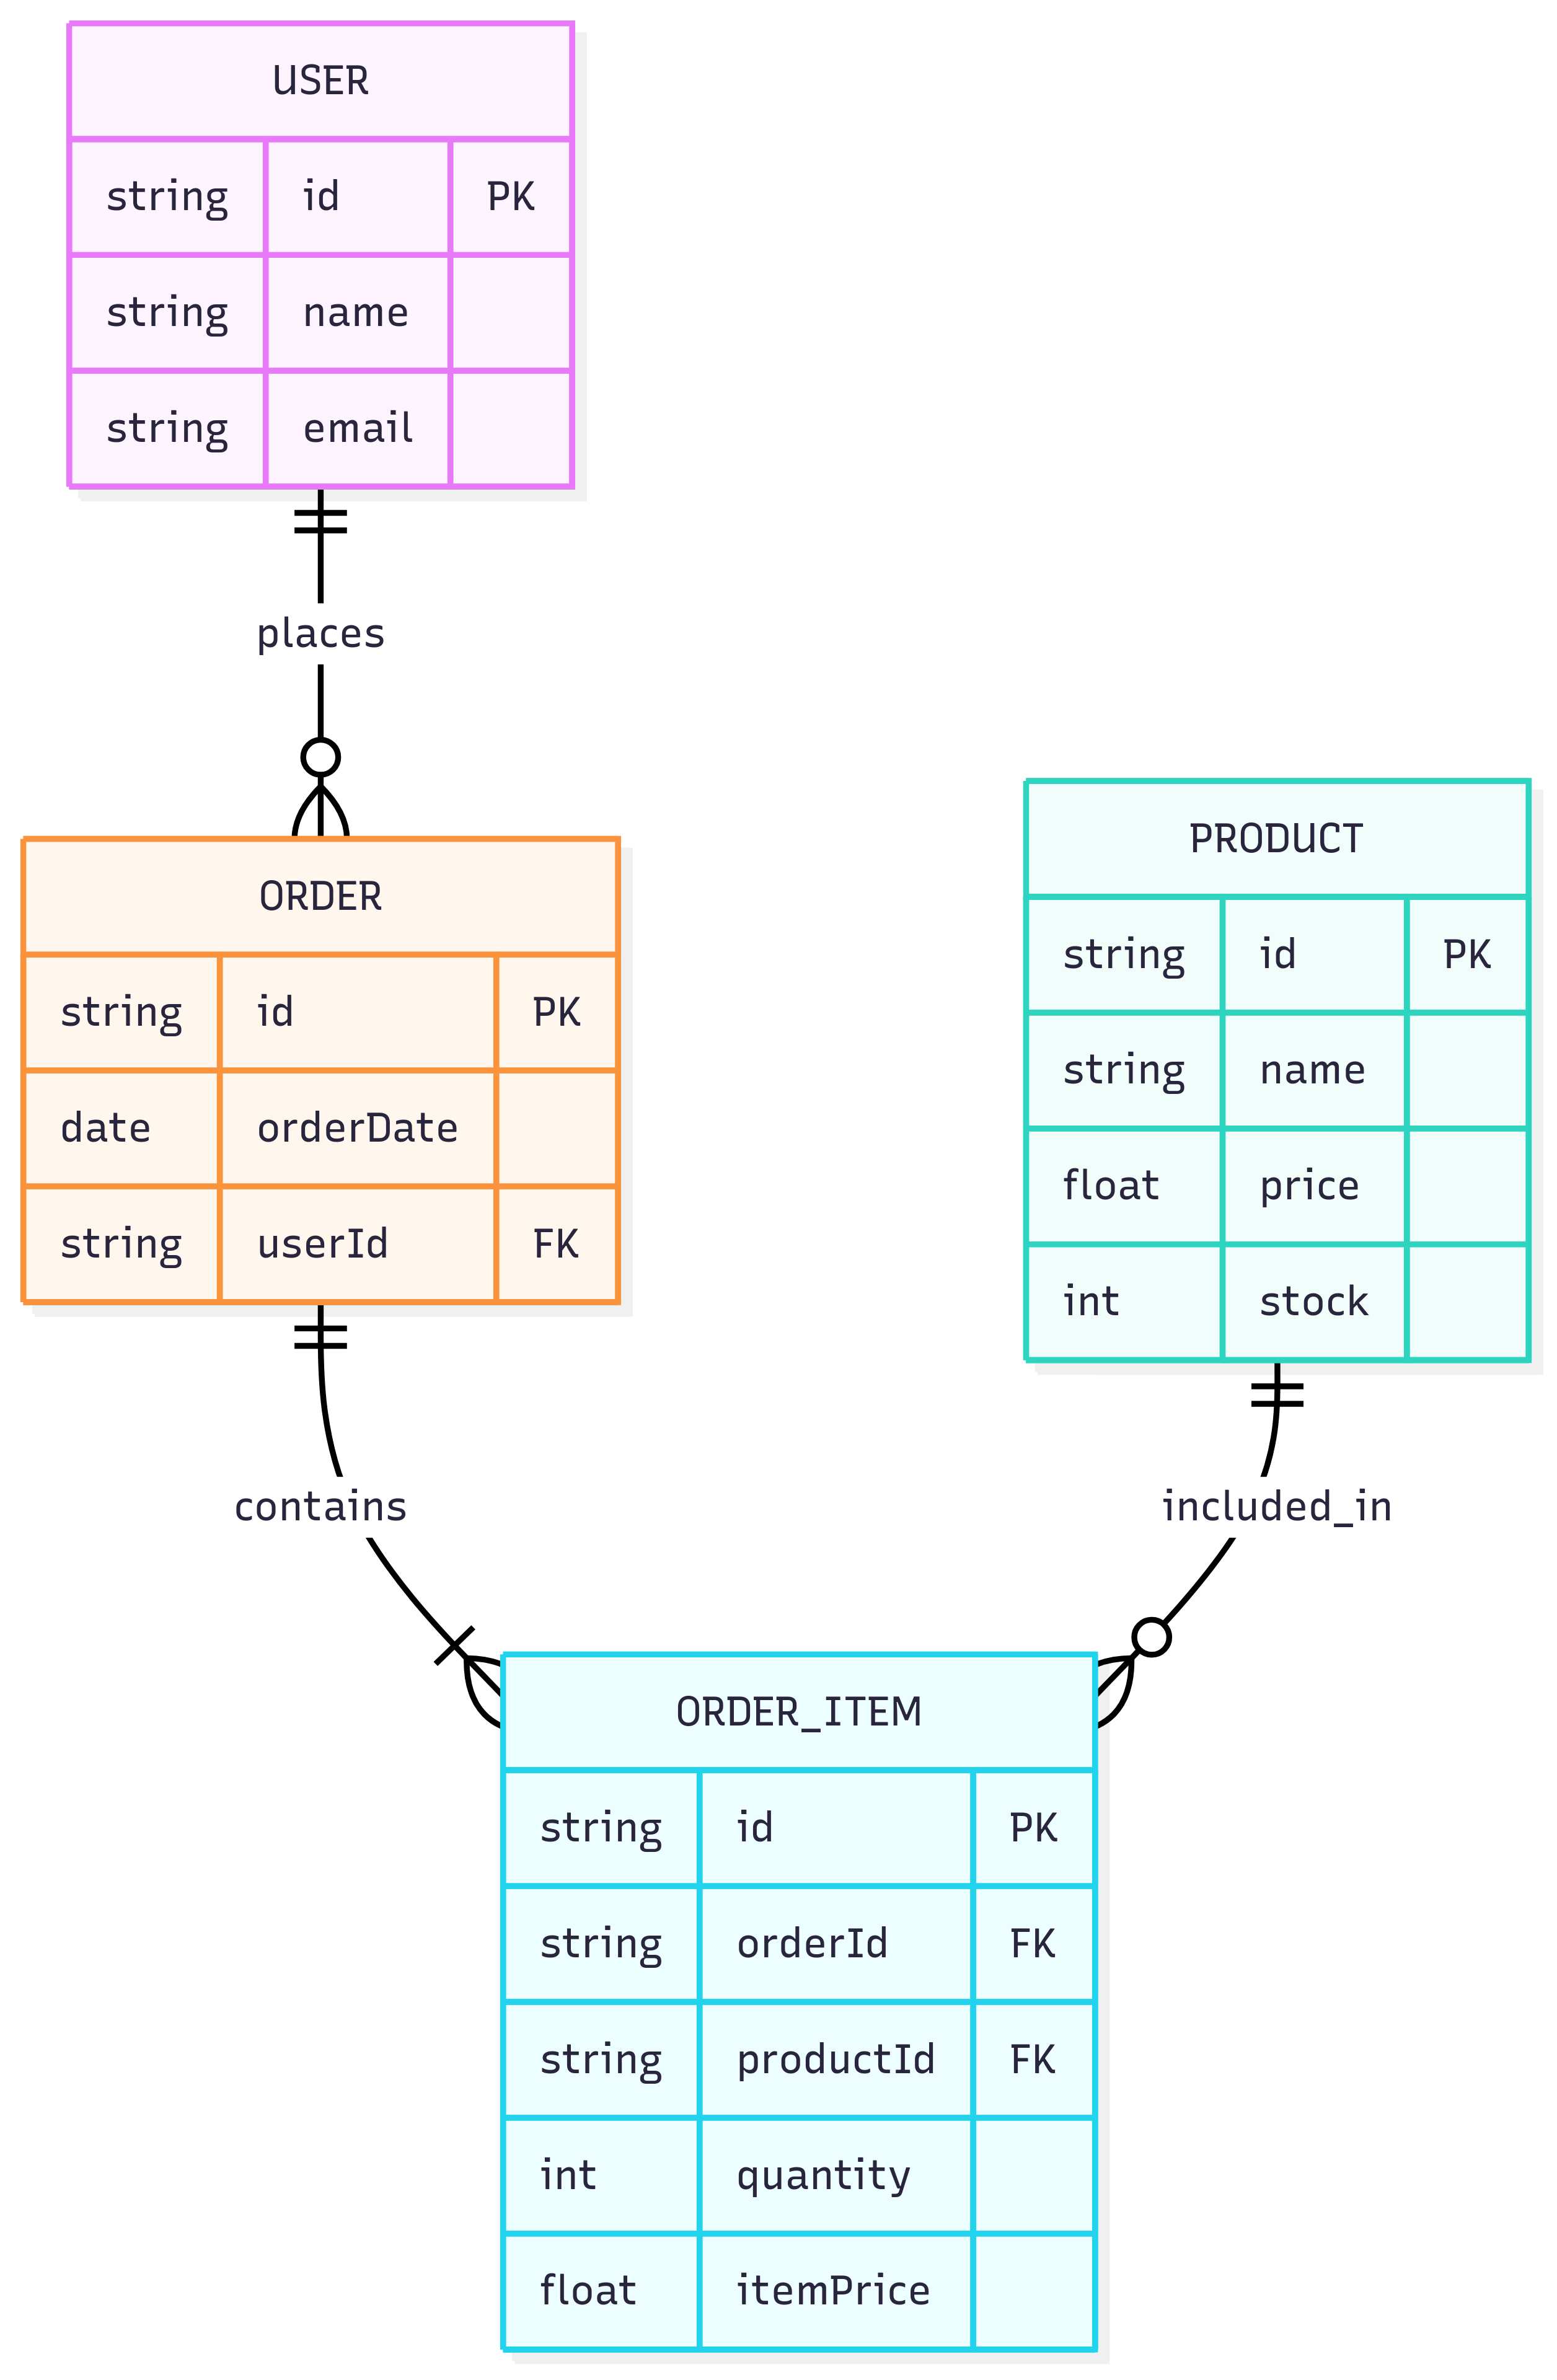 USER
string id PK
string name
string email
places
ORDER
string id PK
date orderDate
string userId FK
PRODUCT
string id PK
string name
float price
int stock
contains
included_in
ORDER_ITEM
string id PK
string orderId FK
string productId FK
int quantity
float itemPrice